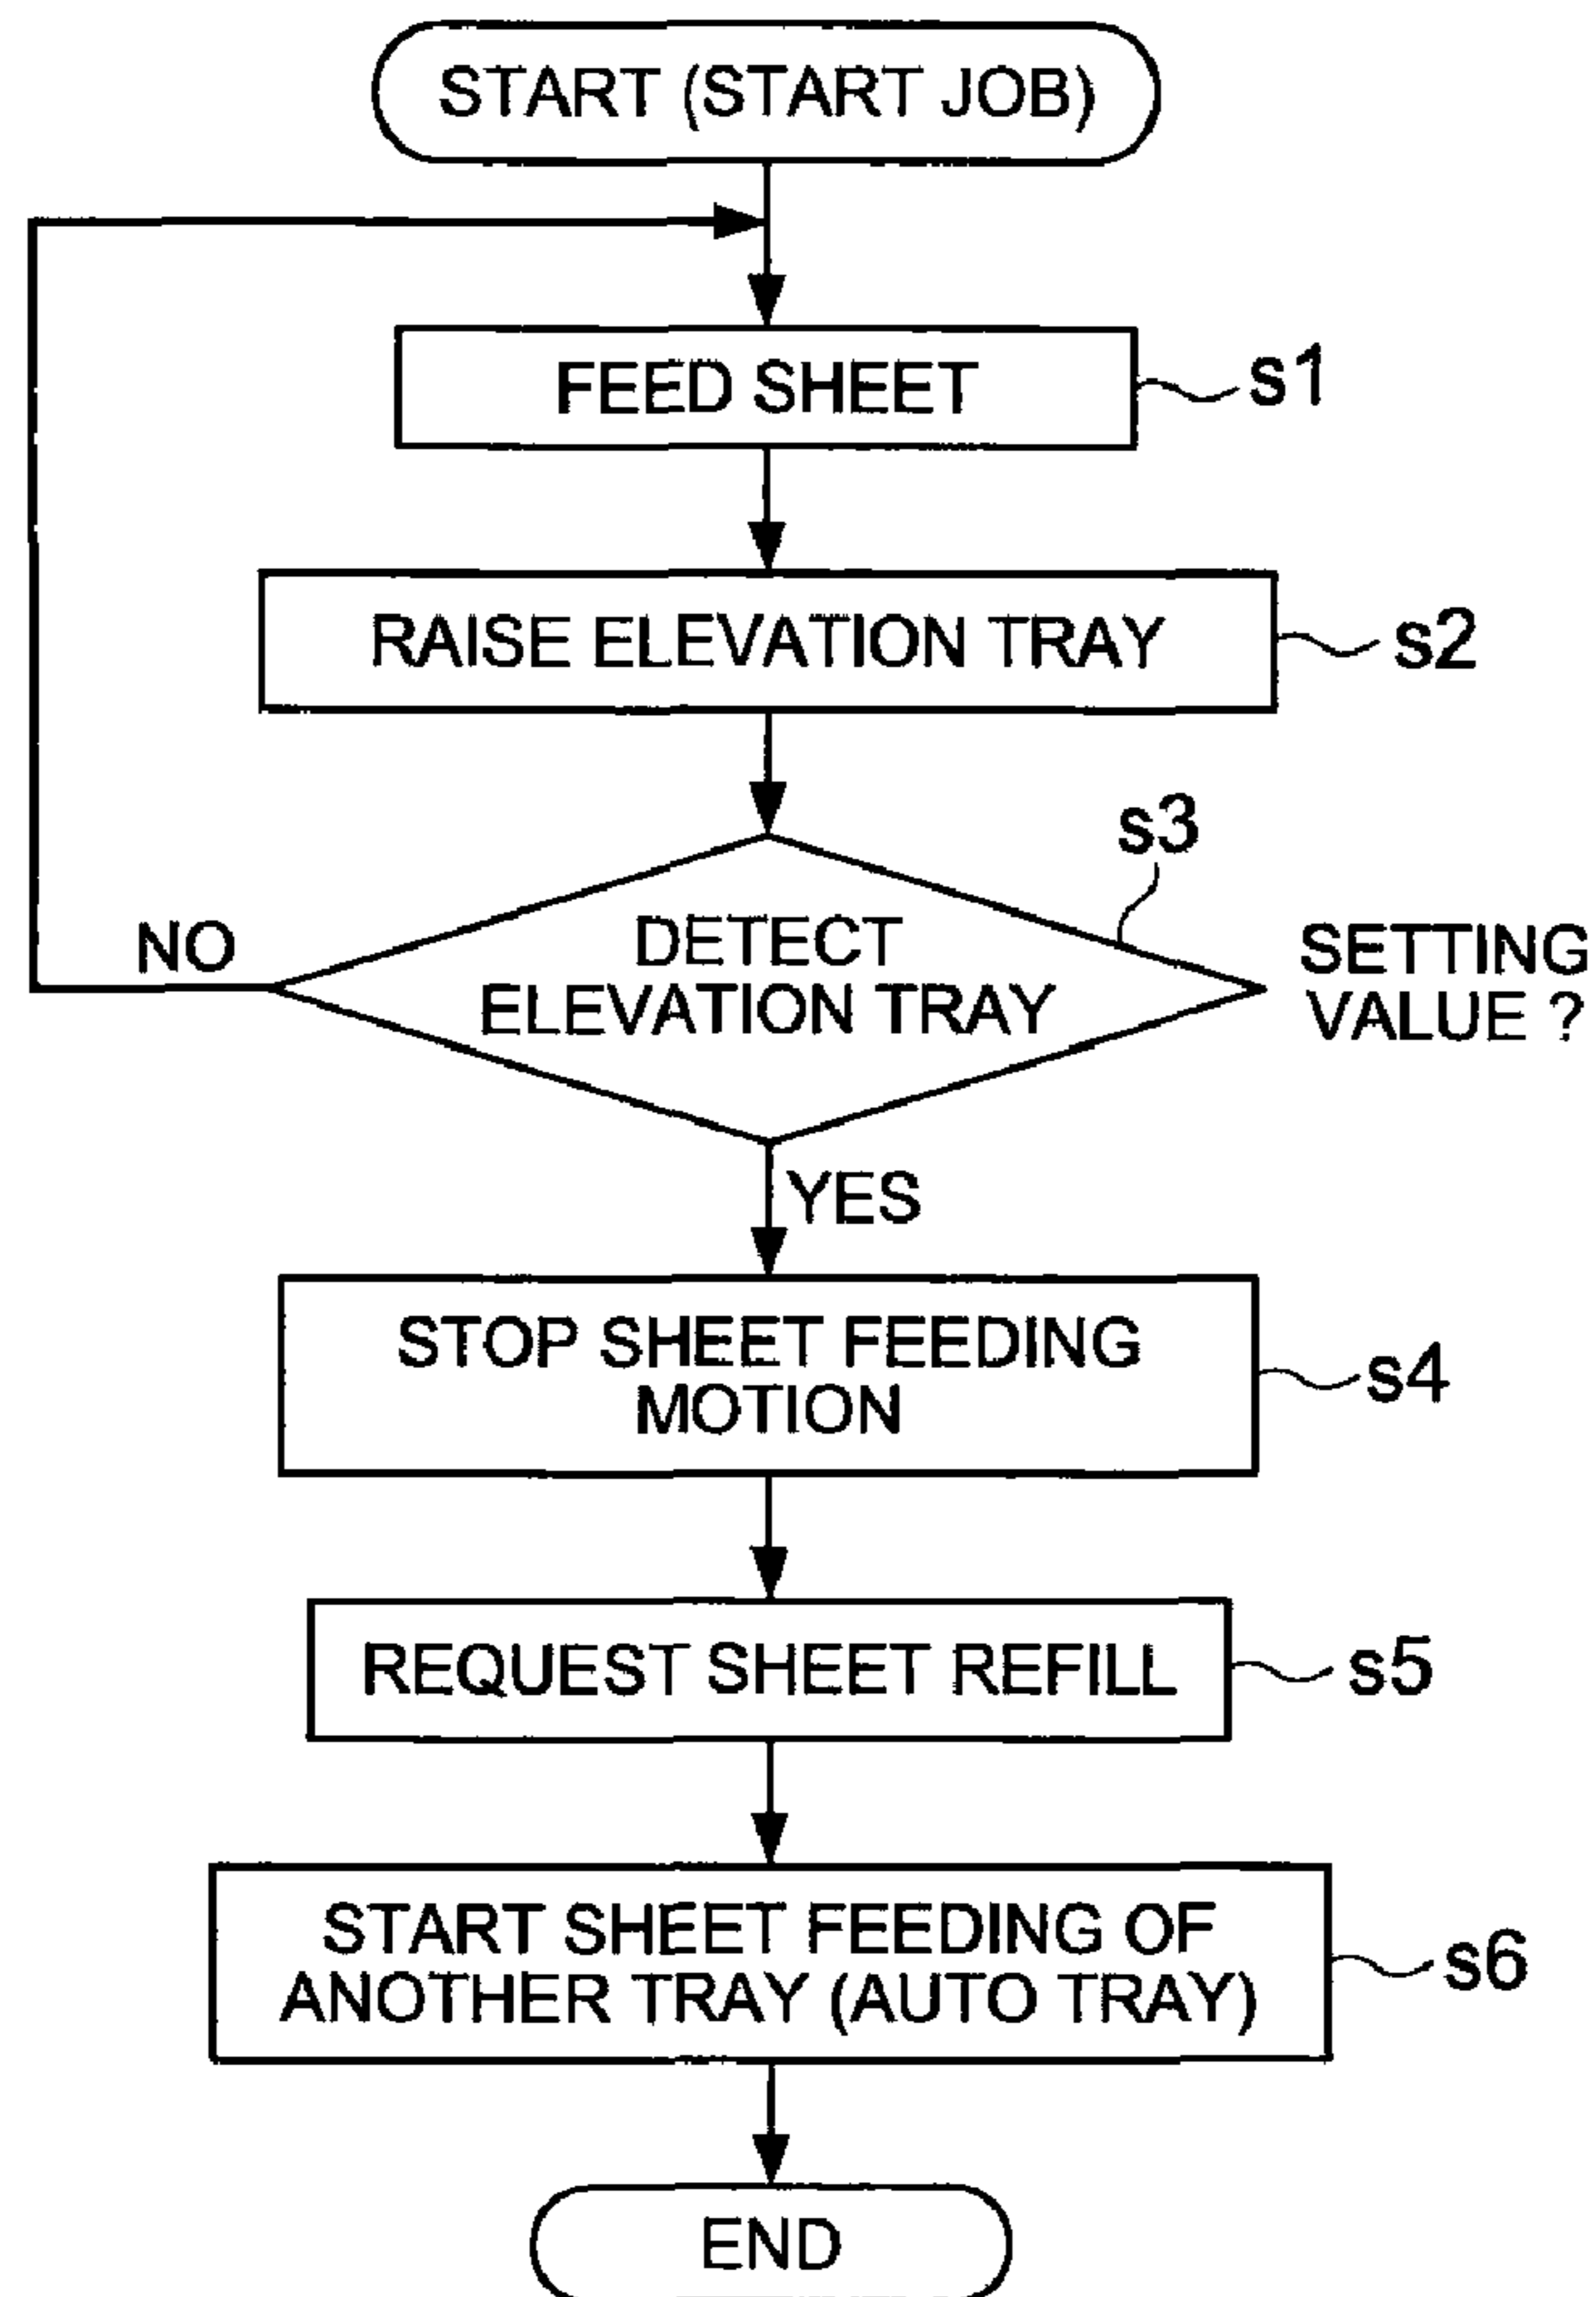 START (START JOB)
FEED SHEET
s1
RAISE ELEVATION TRAY
s2
s3
NO
DETECT
ELEVATION TRAY
SETTING
VALUE ?
YES
STOP SHEET FEEDING
MOTION
s4
REQUEST SHEET REFILL
s5
START SHEET FEEDING OF
ANOTHER TRAY (AUTO TRAY)
s6
END